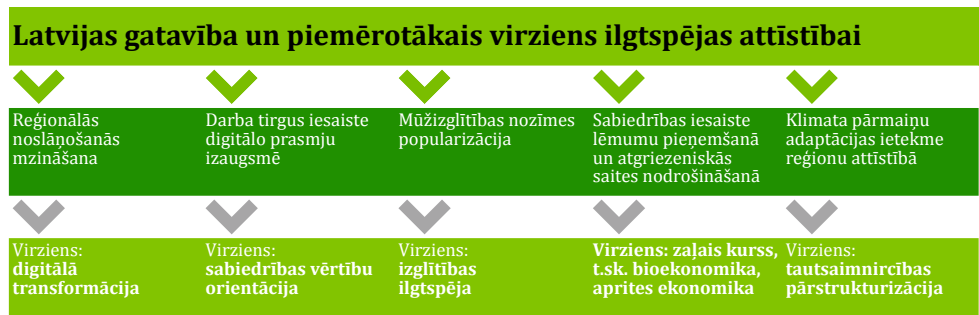 Latvijas gatavība un piemērotākais virziens ilgtspējas attīstībai
Reģionālās
noslāņošanās
mzināšana
Darba tirgus iesaiste
digitālo prasmju
izaugsmē
Mūžizglītības nozīmes
popularizācija
Sabiedrības iesaiste
lēmumu pieņemšanā
un atgriezeniskās
saites nodrošināšanā
Klimata pārmaiņu
adaptācijas ietekme
reģionu attīstībā
Virziens:
digitālā
transformācija
Virziens:
sabiedrības vērtību
orientācija
Virziens:
izglītības
ilgtspēja
Virziens: zaļais kurss,
t.sk. bioekonomika,
aprites ekonomika
Virziens:
tautsaimnircības
pārstrukturizācija